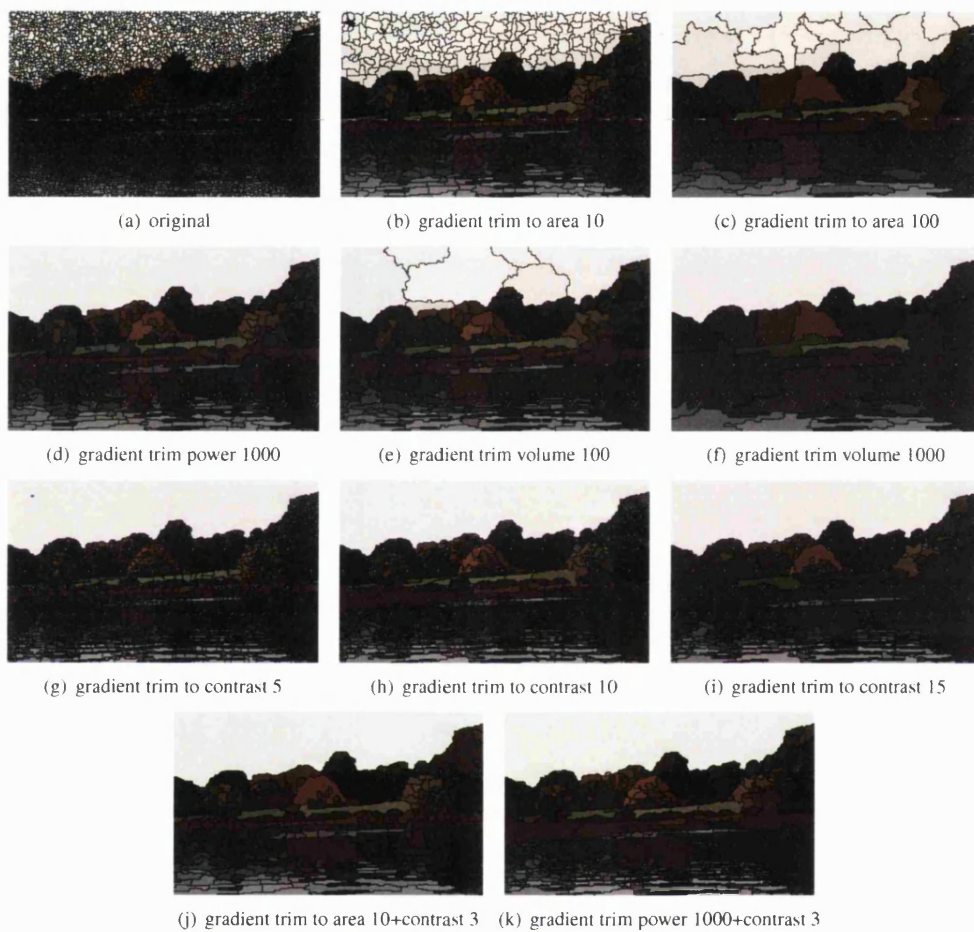 (a) original
(b) gradient trim to area 10
(c) gradient trim to area 100
(d) gradient trim power 1000
(e) gradient trim volume 100
(f) gradient trim volume 1000
(g) gradient trim to contrast 5
(h) gradient trim to contrast 10
(i) gradient trim to contrast 15
(j) gradient trim to area 10+contrast 3
(k) gradient trim power 1000+contrast 3